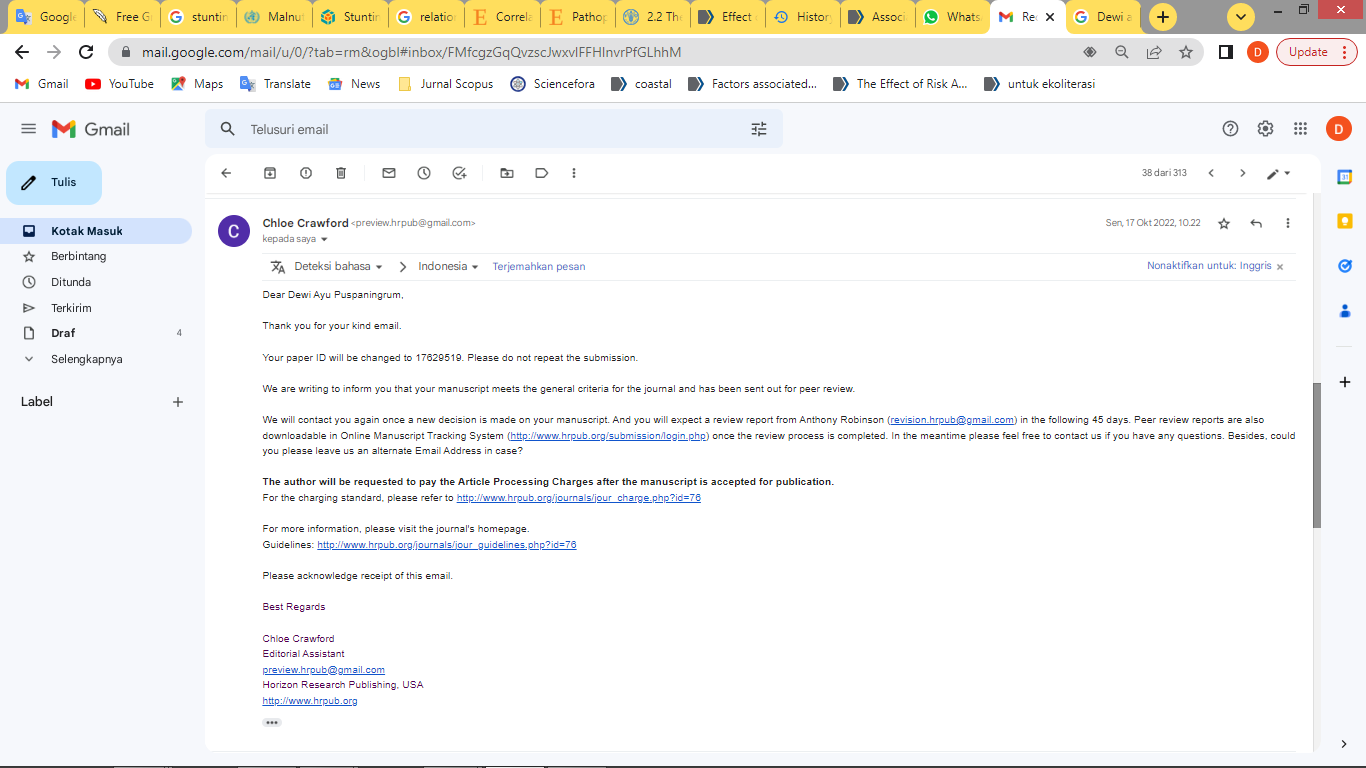 Google
Free G
stuntin
Malnut
Stuntin
relation
Correla
Pathop
2.2 The
Effect
History
Associa
Whats
Re
Dewi a
mail.google.com/mail/u/0/?tab=rm&ogbl#inbox/FMfcgzGqQvzscJwxvlFFHlnvrPfGLhhM
D
Update
Gmail
YouTube
Maps
Translate
News
Jurnal Scopus
Sciencefora
coastal
Factors associated...
The Effect of Risk A...
untuk ekoliterasi
Gmail
Telusuri email
D
Tulis
38 dari 313
Kotak Masuk
Berbintang
Ditunda
Terkirim
Draf 4
Selengkapnya
Label
C
Chloe Crawford <preview.hrpub@gmail.com>
Sen, 17 Okt 2022, 10.22
kepada saya
Deteksi bahasa
Indonesia
Terjemahkan pesan
Nonaktifkan untuk: Inggris x
Dear Dewi Ayu Puspaningrum,
Thank you for your kind email.
Your paper ID will be changed to 17629519. Please do not repeat the submission.
We are writing to inform you that your manuscript meets the general criteria for the journal and has been sent out for peer review.
We will contact you again once a new decision is made on your manuscript. And you will expect a review report from Anthony Robinson (revision.hrpub@gmail.com) in the following 45 days. Peer review reports are also
downloadable in Online Manuscript Tracking System (http://www.hrpub.org/submission/login.php) once the review process is completed. In the meantime please feel free to contact us if you have any questions. Besides, could
you please leave us an alternate Email Address in case?
The author will be requested to pay the Article Processing Charges after the manuscript is accepted for publication.
For the charging standard, please refer to http://www.hrpub.org/journals/jour_charge.php?id=76
For more information, please visit the journal's homepage.
Guidelines: http://www.hrpub.org/journals/jour_guidelines.php?id=76
Please acknowledge receipt of this email.
Best Regards
Chloe Crawford
Editorial Assistant
preview.hrpub@gmail.com
Horizon Research Publishing, USA
http://www.hrpub.org